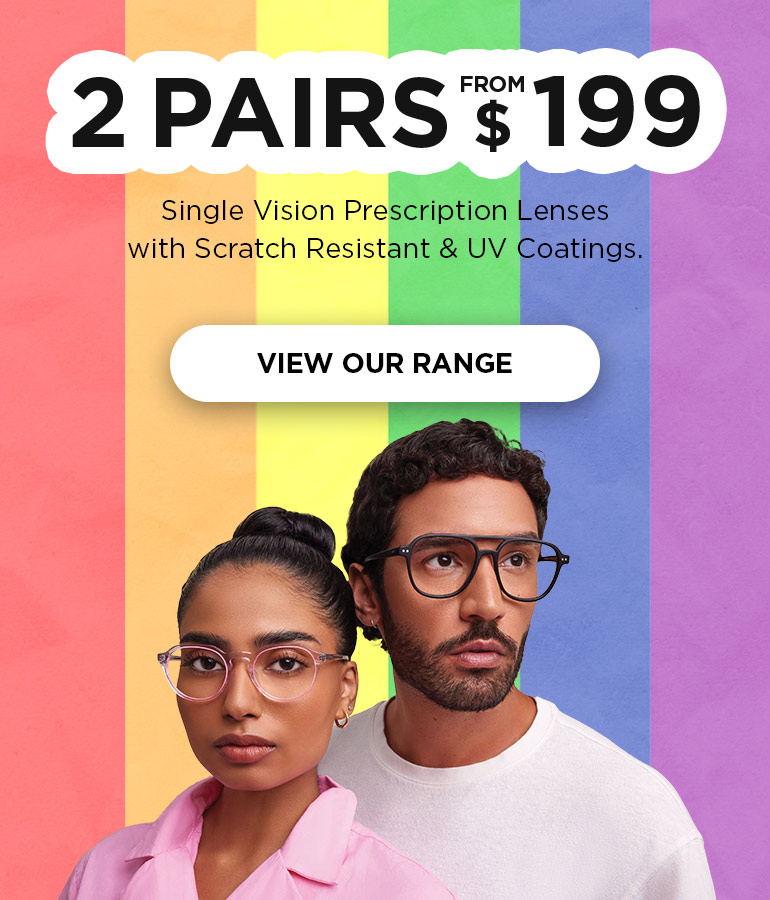 2 PAIRS FROM $199
Single Vision Prescription Lenses
with Scratch Resistant & UV Coatings.
VIEW OUR RANGE